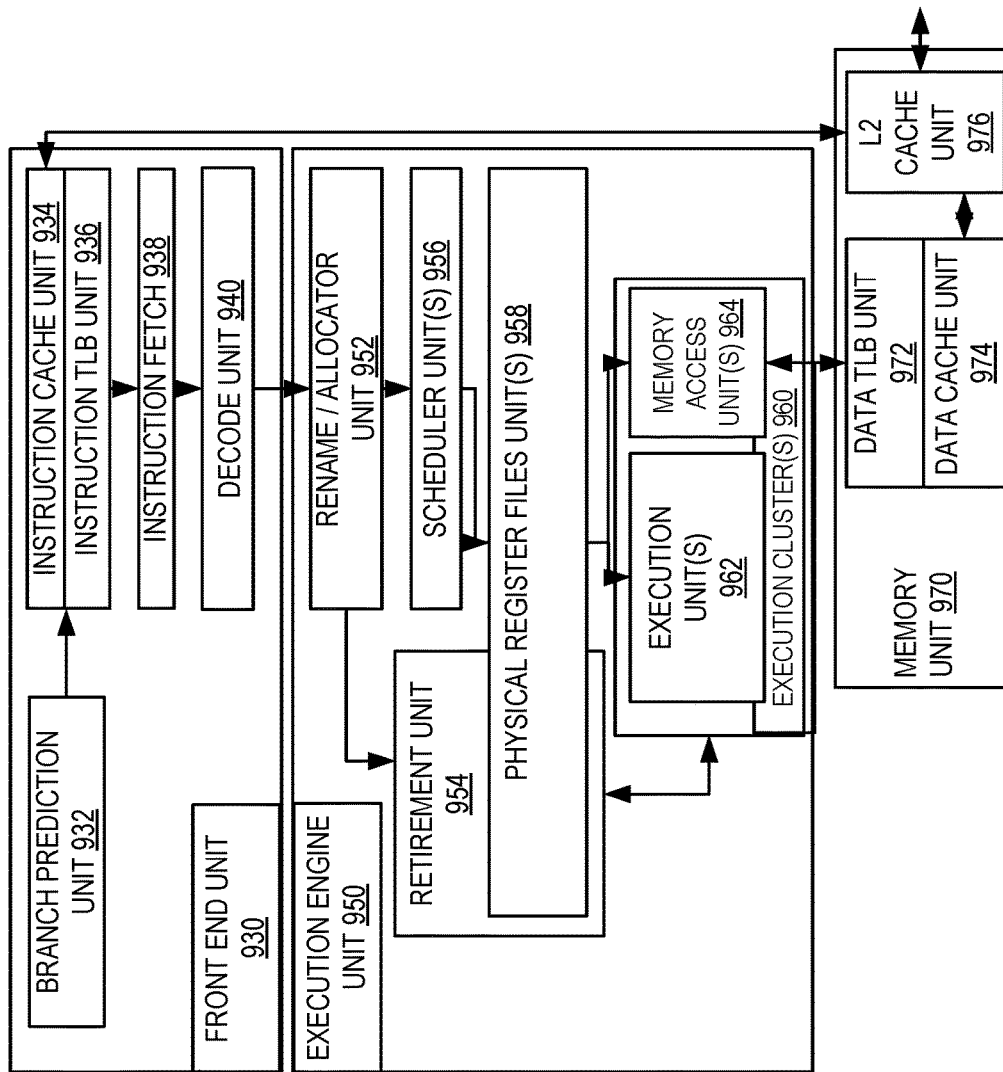 BRANCH PREDICTION
UNIT 932
INSTRUCTION CACHE UNIT 934
INSTRUCTION TLB UNIT 936
INSTRUCTION FETCH 938
DECODE UNIT 940
FRONT END UNIT
930
EXECUTION ENGINE
UNIT 950
RENAME / ALLOCATOR
UNIT 952
RETIREMENT UNIT
954
SCHEDULER UNIT(S) 956
PHYSICAL REGISTER FILES UNIT(S) 958
EXECUTION
UNIT(S)
962
MEMORY
ACCESS
UNIT(S) 964
EXECUTION CLUSTER(S) 960
MEMORY
UNIT 970
DATA TLB UNIT
972
DATA CACHE UNIT
974
L2
CACHE
UNIT
976